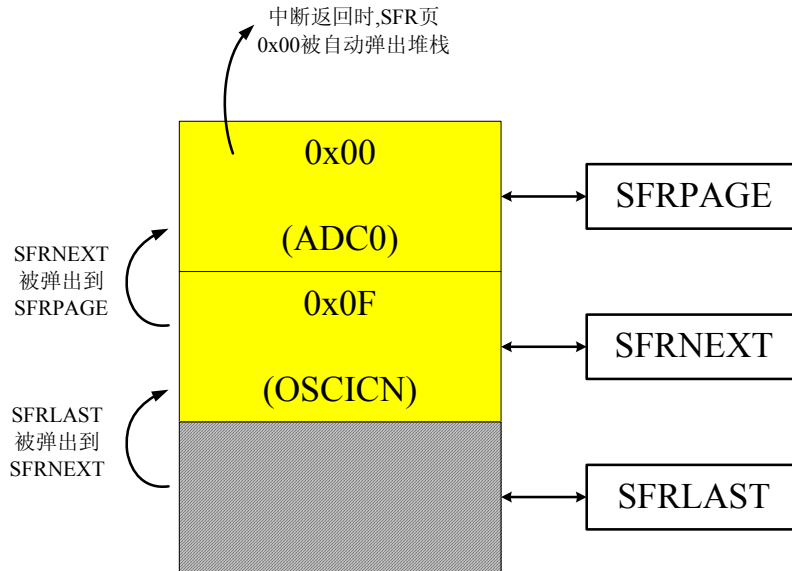 中断返回时,SFR页
0x00被自动弹出堆栈
0x00
(ADC0)
SFRPAGE
SFRNEXT
被弹出到
SFRPAGE
0x0F
(OSCICN)
SFRNEXT
SFRLAST
被弹出到
SFRNEXT
SFRLAST